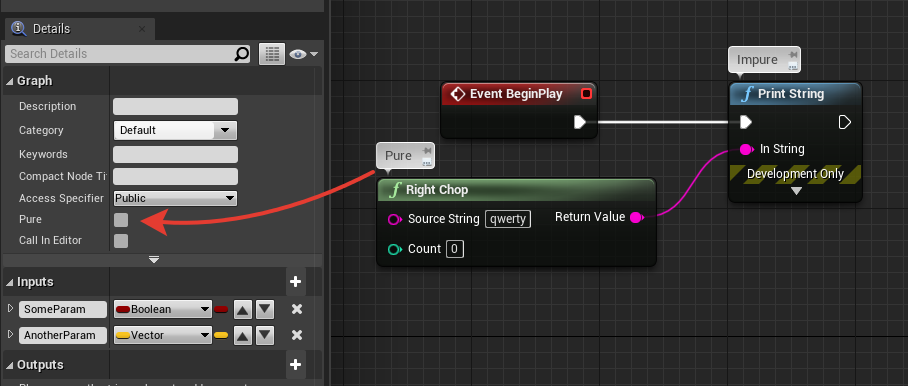 Details
Search Details
Graph
Description
Category
Default
Keywords
Compact Node Ti
Access Specifier
Public
Pure
Call In Editor
Inputs
SomeParam
Boolean
AnotherParam
Vector
Outputs
Event BeginPlay
Impure
Print String
In String
Development Only
Pure
Right Chop
Source String
qwerty
Return Value
Count
0